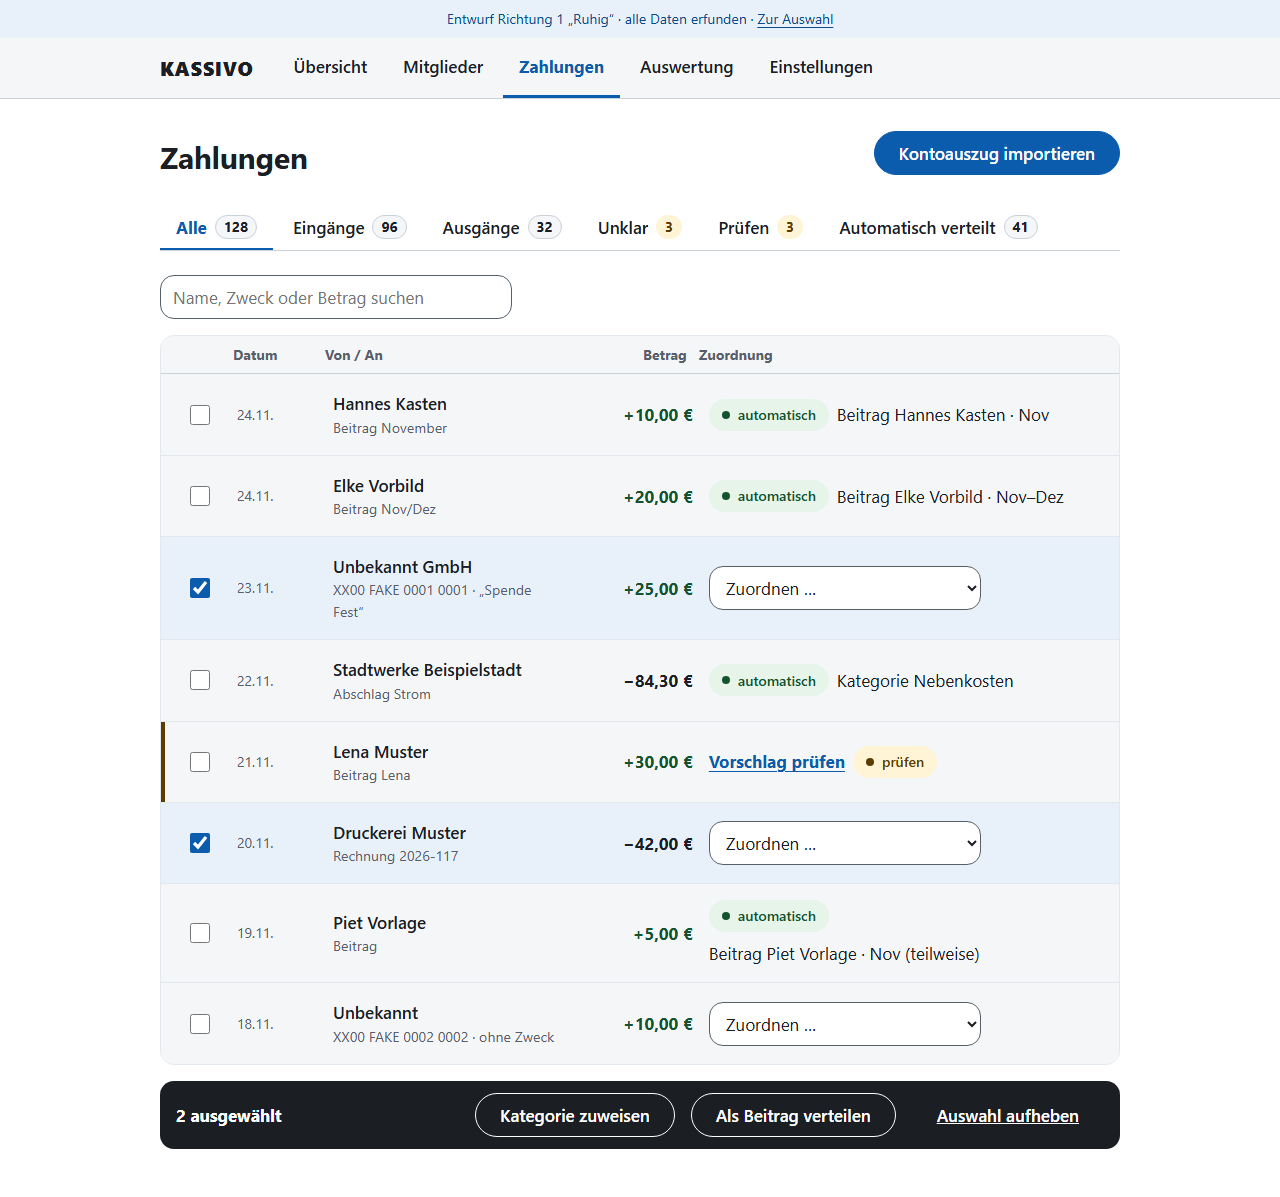 Entwurf Richtung 1 „Ruhig“ · alle Daten erfunden · Zur Auswahl
KASSIVO Übersicht Mitglieder Zahlungen Auswertung Einstellungen
Zahlungen Kontoauszug importieren
Alle 128 Eingänge 96 Ausgänge 32 Unklar 3 Prüfen 3 Automatisch verteilt 41
Name, Zweck oder Betrag suchen
Datum Von / An Betrag Zuordnung
24.11. Hannes Kasten +10,00 € automatisch Beitrag Hannes Kasten · Nov
Beitrag November
24.11. Elke Vorbild +20,00 € automatisch Beitrag Elke Vorbild · Nov–Dez
Beitrag Nov/Dez
23.11. Unbekannt GmbH +25,00 € Zuordnen ...
XX00 FAKE 0001 0001 · „Spende
Fest“
22.11. Stadtwerke Beispielstadt −84,30 € automatisch Kategorie Nebenkosten
Abschlag Strom
21.11. Lena Muster +30,00 € Vorschlag prüfen prüfen
Beitrag Lena
20.11. Druckerei Muster −42,00 € Zuordnen ...
Rechnung 2026-117
19.11. Piet Vorlage +5,00 € automatisch
Beitrag Beitrag Piet Vorlage · Nov (teilweise)
18.11. Unbekannt +10,00 € Zuordnen ...
XX00 FAKE 0002 0002 · ohne Zweck
2 ausgewählt Kategorie zuweisen Als Beitrag verteilen Auswahl aufheben